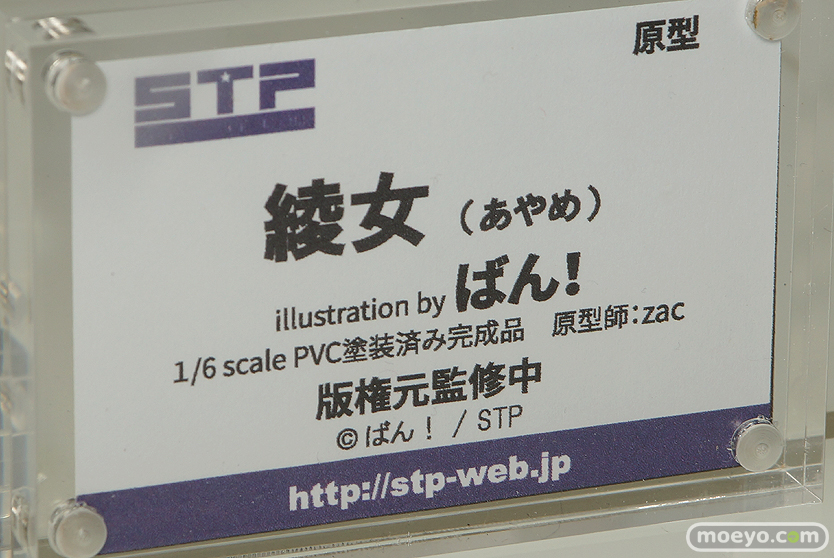 原型
STP
綾女(あやめ)
illustration by ばん!
1/6 scale PVC塗装済み完成品 原型師:zac
版権元監修中
©ばん! / STP
http://stp-web.jp
moeyo.com